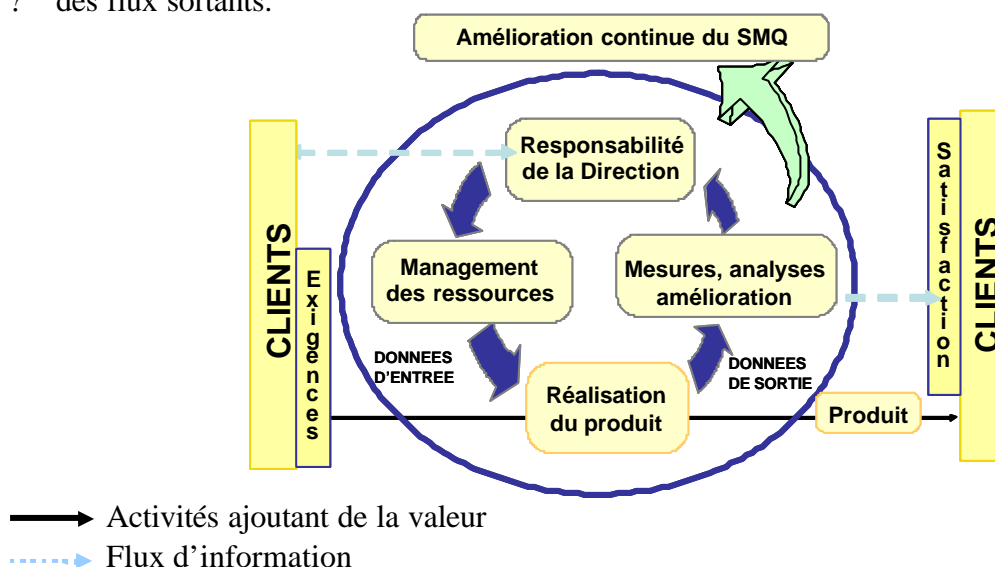 ? des flux sortants.
Amélioration continue du SMQ
Responsabilité
de la Direction
CLIENTS
Exigences
Satisfaction
CLIENTS
Management
des ressources
Mesures, analyses
amélioration
DONNEES
D'ENTREE
DONNEES
DE SORTIE
Réalisation
du produit
Produit
Activités ajoutant de la valeur
Flux d'information